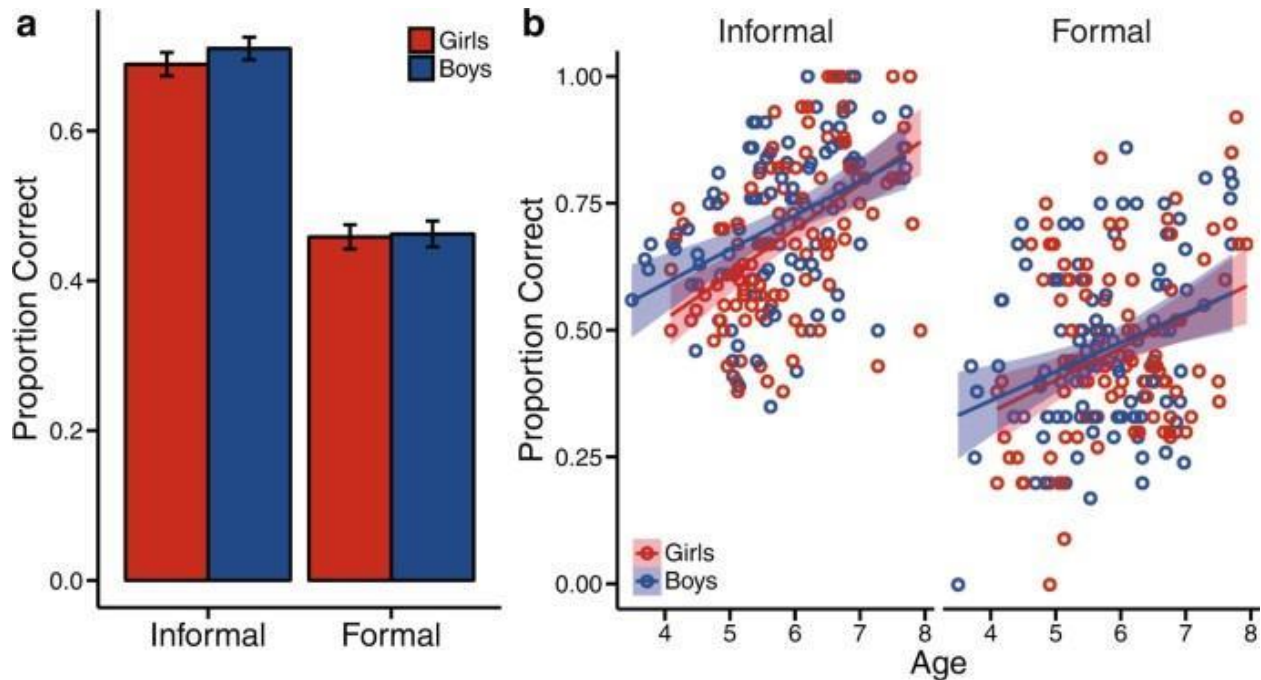 a
Girls
Boys
Proportion Correct
0.6
0.4
0.2
0.0
Informal
Formal
b
Informal
Formal
Proportion Correct
1.00
0.75
0.50
0.25
0.00
Girls
Boys
4 5 6 7 8
4 5 6 7 8
Age